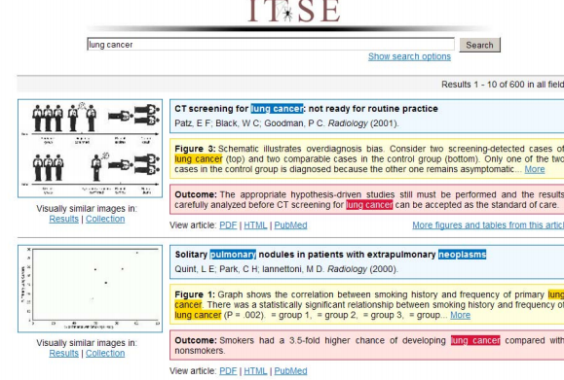 ITSE
lung cancer
Search
Show search options
Results 1 - 10 of 600 in all field
CT screening for lung cancer: not ready for routine practice
Patz, E F; Black, W C; Goodman, P C. Radiology (2001).
Figure 3: Schematic illustrates overdiagnosis bias. Consider two screening-detected cases of
lung cancer (top) and two comparable cases in the control group (bottom). Only one of the two
cases in the control group is diagnosed because the other one remains asymptomatic... More
Outcome: The appropriate hypothesis-driven studies still must be performed and the results
carefully analyzed before CT screening for lung cancer can be accepted as the standard of care.
Visually similar images in:
Results | Collection
View article: PDF | HTML | PubMed
More figures and tables from this articl
Solitary pulmonary nodules in patients with extrapulmonary neoplasms
Quint, L E; Park, C H; Iannettoni, M D. Radiology (2000).
Figure 1: Graph shows the correlation between smoking history and frequency of primary lung
cancer. There was a statistically significant relationship between smoking history and frequency of
lung cancer (P = .002). = group 1, = group 2, = group 3, = group... More
Outcome: Smokers had a 3.5-fold higher chance of developing lung cancer compared with
nonsmokers.
Visually similar images in:
Results | Collection
View article: PDF | HTML | PubMed